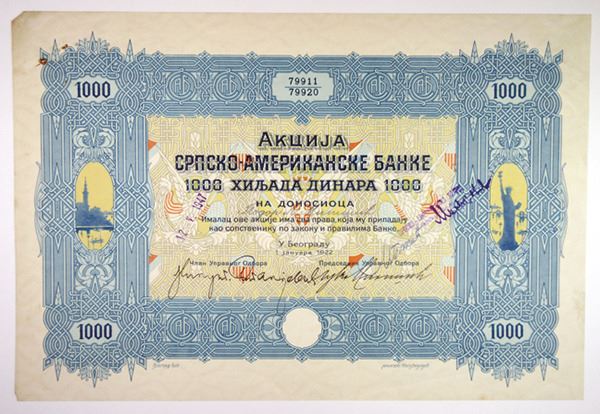 1000
79911
79920
1000
АКЦИЈА
СРПСКО-АМЕРИКАНСКЕ БАНКЕ
1000 ХИЉАДА ДИНАРА 1000
НА ДОНОСИОЦА
Ималац ове акције има сва права која му припадају
као сопственику по закону и правилима Банке.
У Београду
1 јануара 1922
Члан Управног Одбора
Председник Управног Одбора
1000
1000